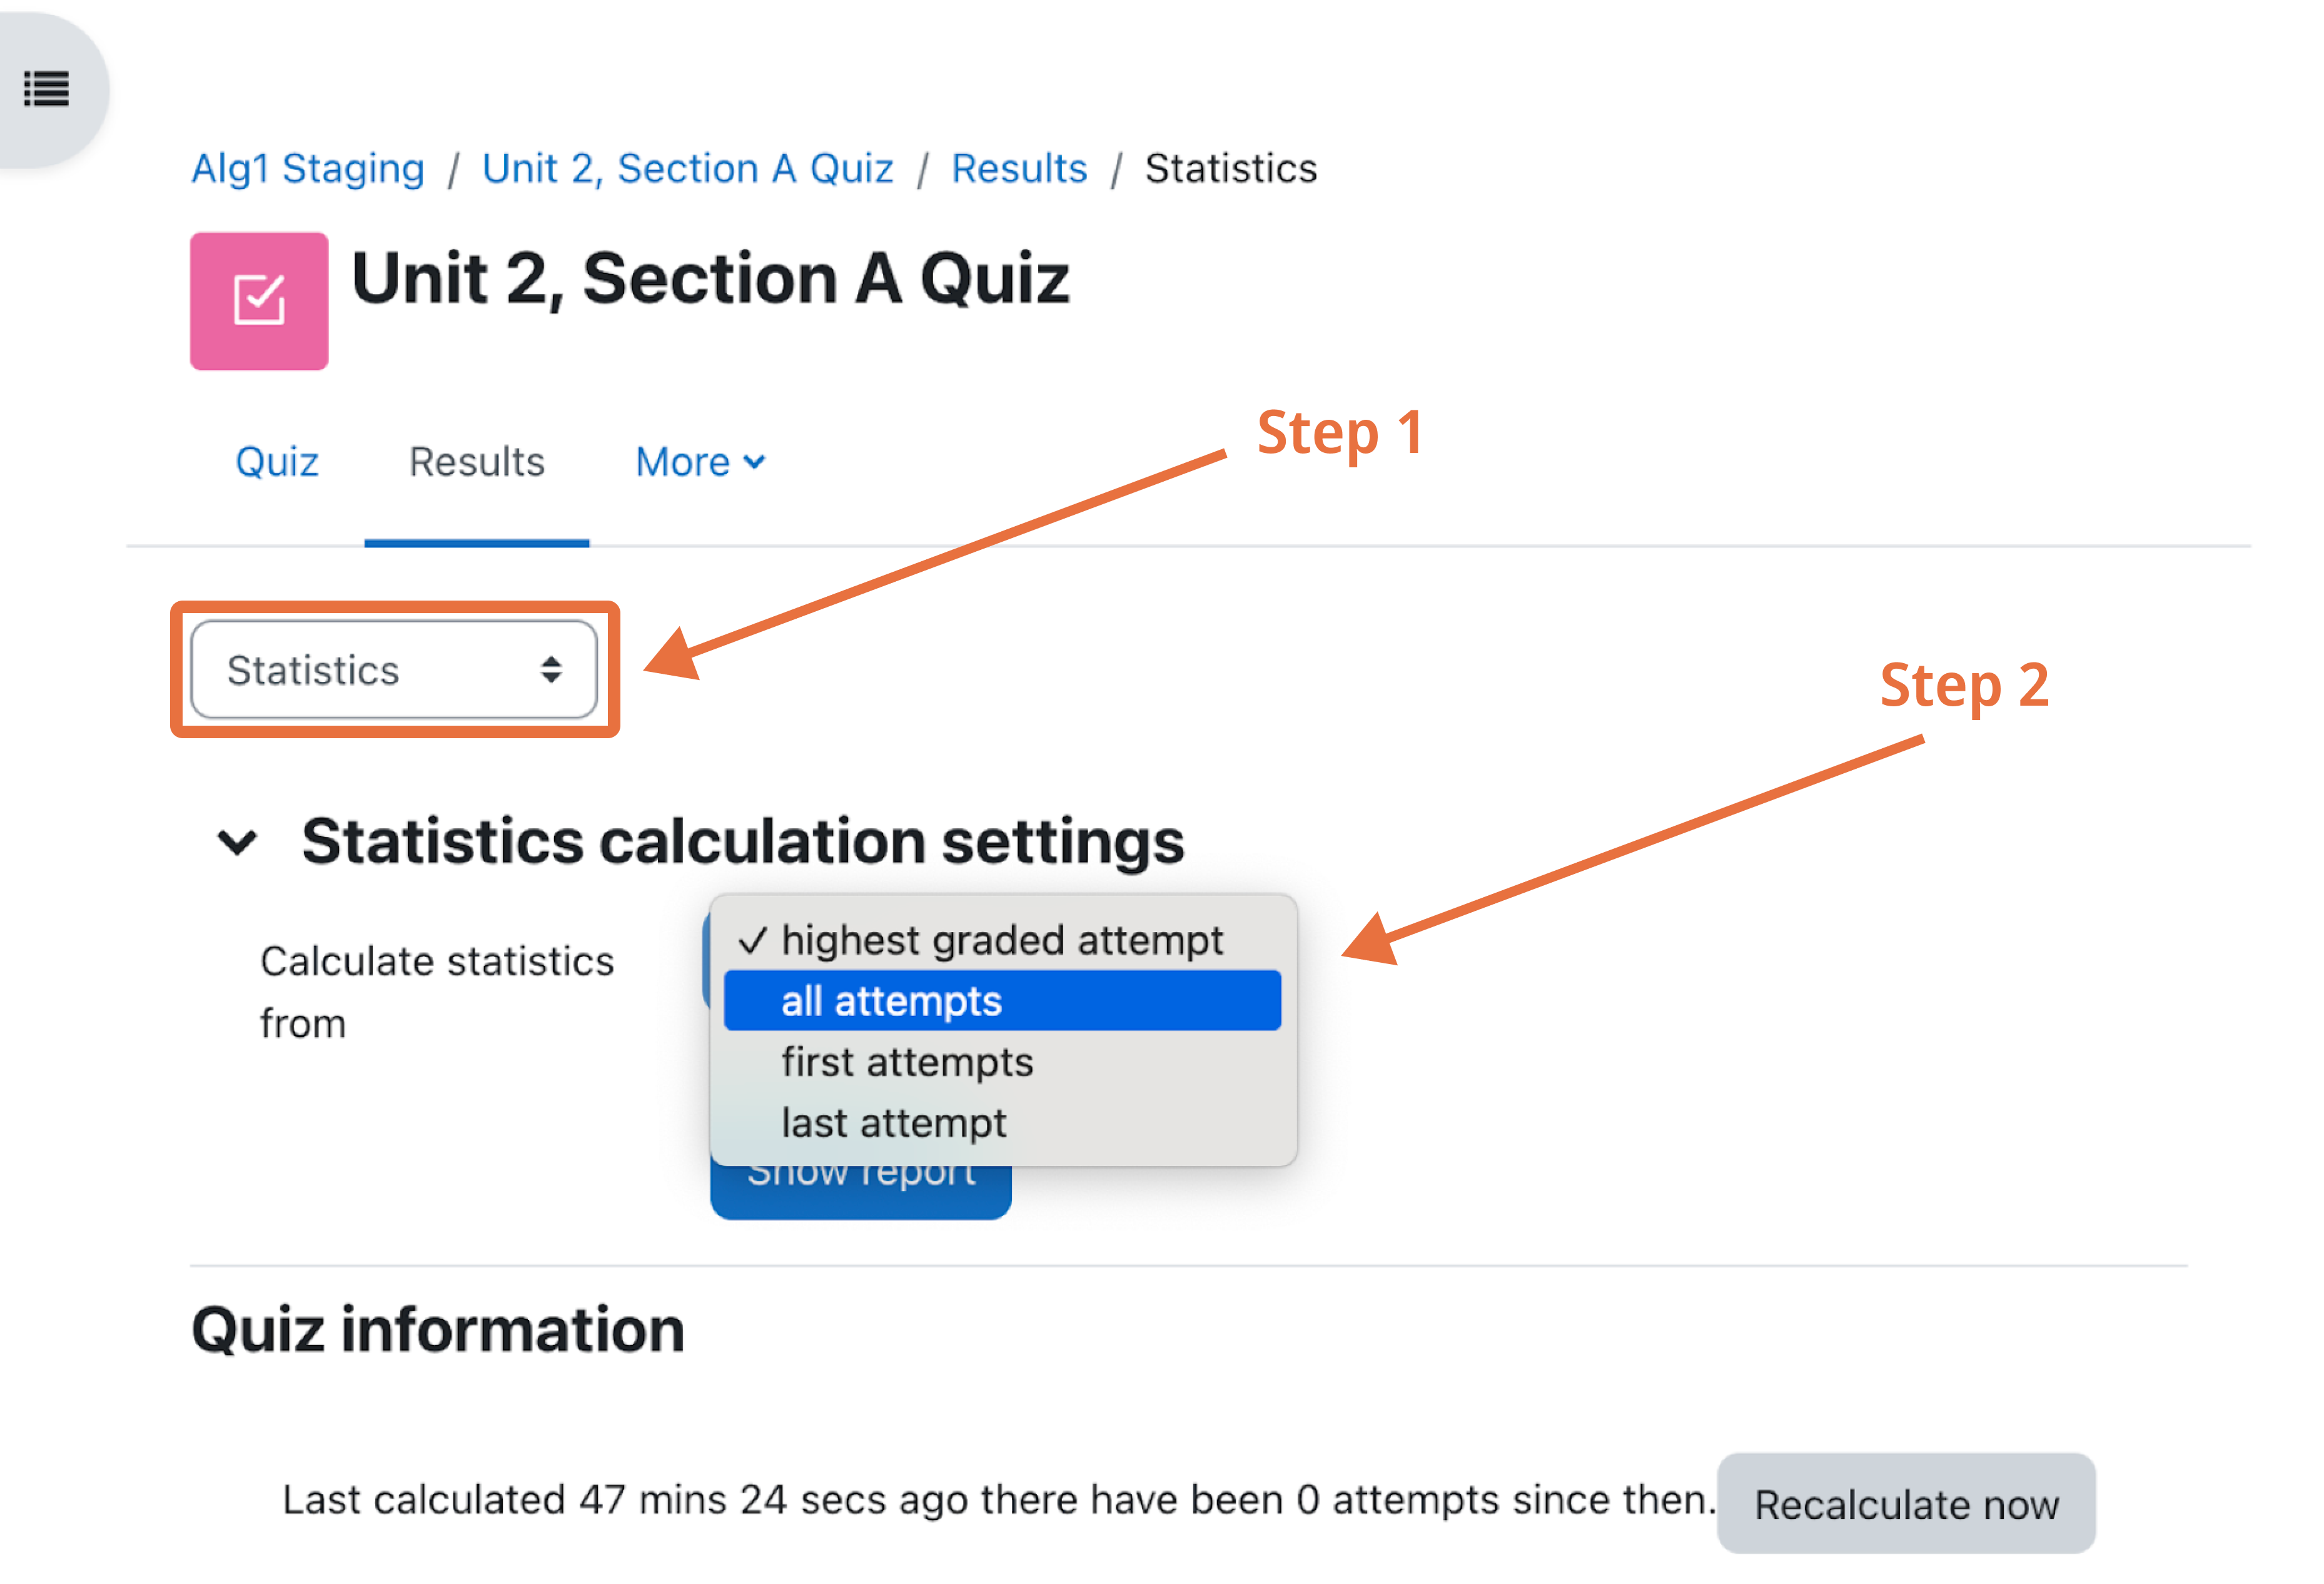 Alg1 Staging / Unit 2, Section A Quiz / Results / Statistics
Unit 2, Section A Quiz
Step 1
Quiz Results More
Statistics
Step 2
Statistics calculation settings
Calculate statistics from
✓ highest graded attempt
all attempts
first attempts
last attempt
Show report
Quiz information
Last calculated 47 mins 24 secs ago there have been 0 attempts since then. Recalculate now